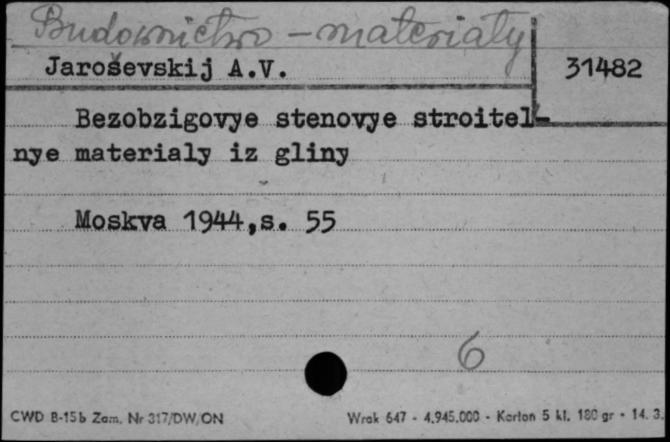 Budownictwo - materiały
Jaroševskij A.V.
31482
Bezobzigovye stenovye stroitel-
nye materialy iz gliny
Moskva 1944,s. 55
6
CWD B-15b Zam. Nr 317/DW/ON
Wrak 647 - 4.945.000 - Karton 5 kl. 180 gr - 14. 3.